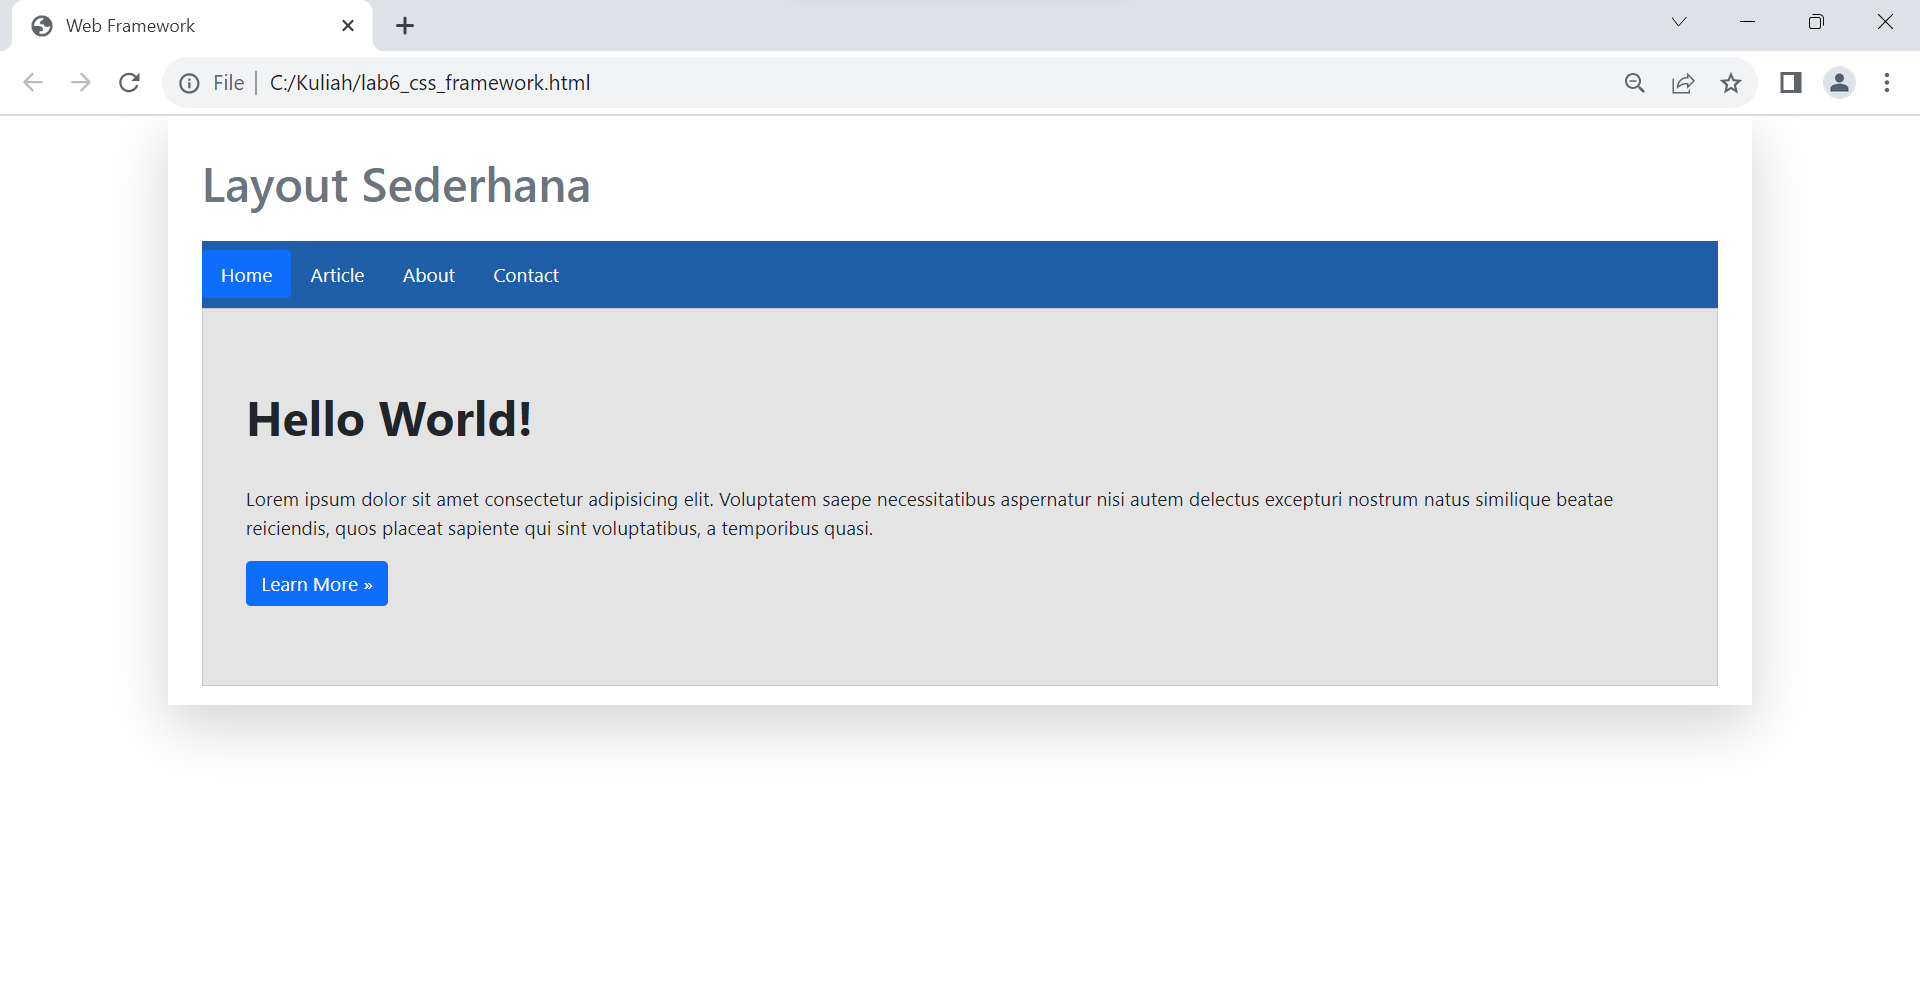 Web Framework
File C:/Kuliah/lab6_css_framework.html
Layout Sederhana
Home Article About Contact
Hello World!
Lorem ipsum dolor sit amet consectetur adipisicing elit. Voluptatem saepe necessitatibus aspernatur nisi autem delectus excepturi nostrum natus similique beatae
reiciendis, quos placeat sapiente qui sint voluptatibus, a temporibus quasi.
Learn More »